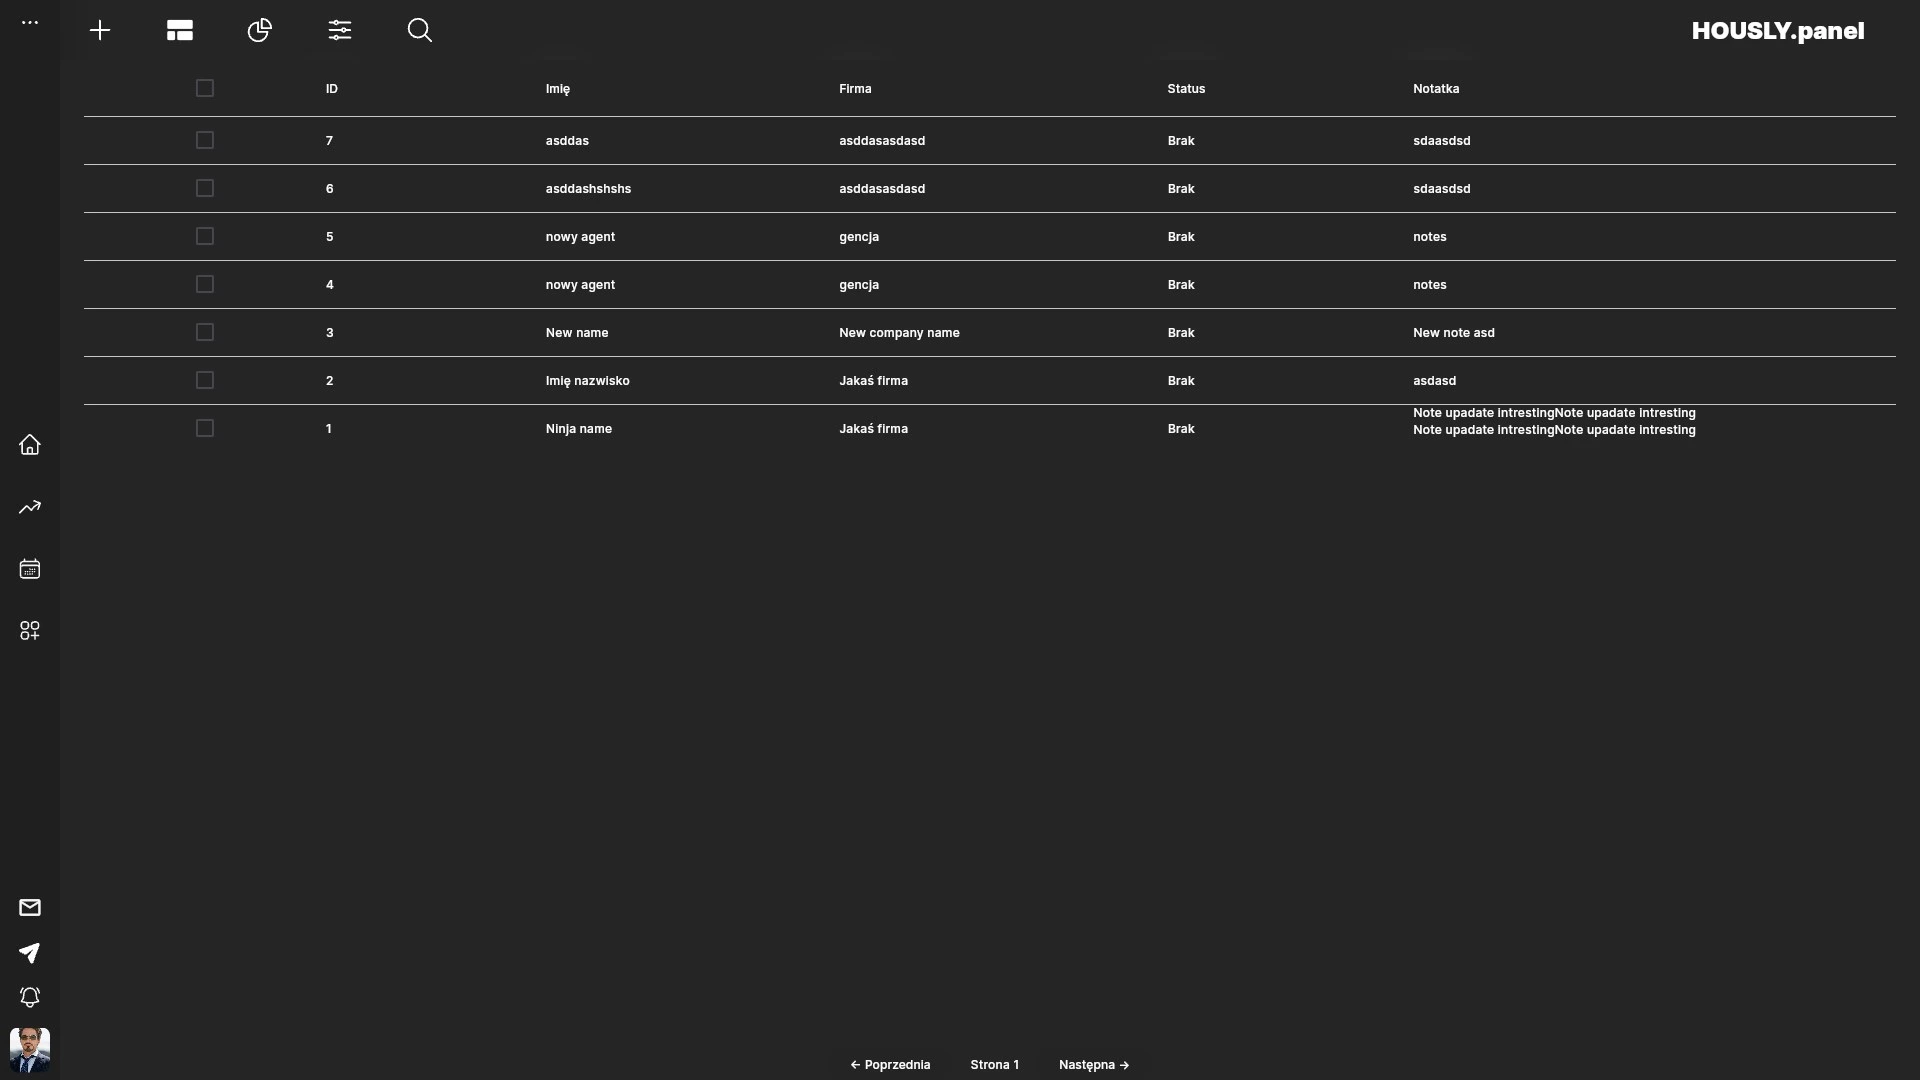 HOUSLY.panel
ID Imię Firma Status Notatka
7 asddas asddasasdasd Brak sdaasdsd
6 asddashshshs asddasasdasd Brak sdaasdsd
5 nowy agent gencja Brak notes
4 nowy agent gencja Brak notes
3 New name New company name Brak New note asd
2 Imię nazwisko Jakaś firma Brak asdasd
1 Ninja name Jakaś firma Brak Note upadate intrestingNote upadate intresting
Note upadate intrestingNote upadate intresting
← Poprzednia Strona 1 Następna →